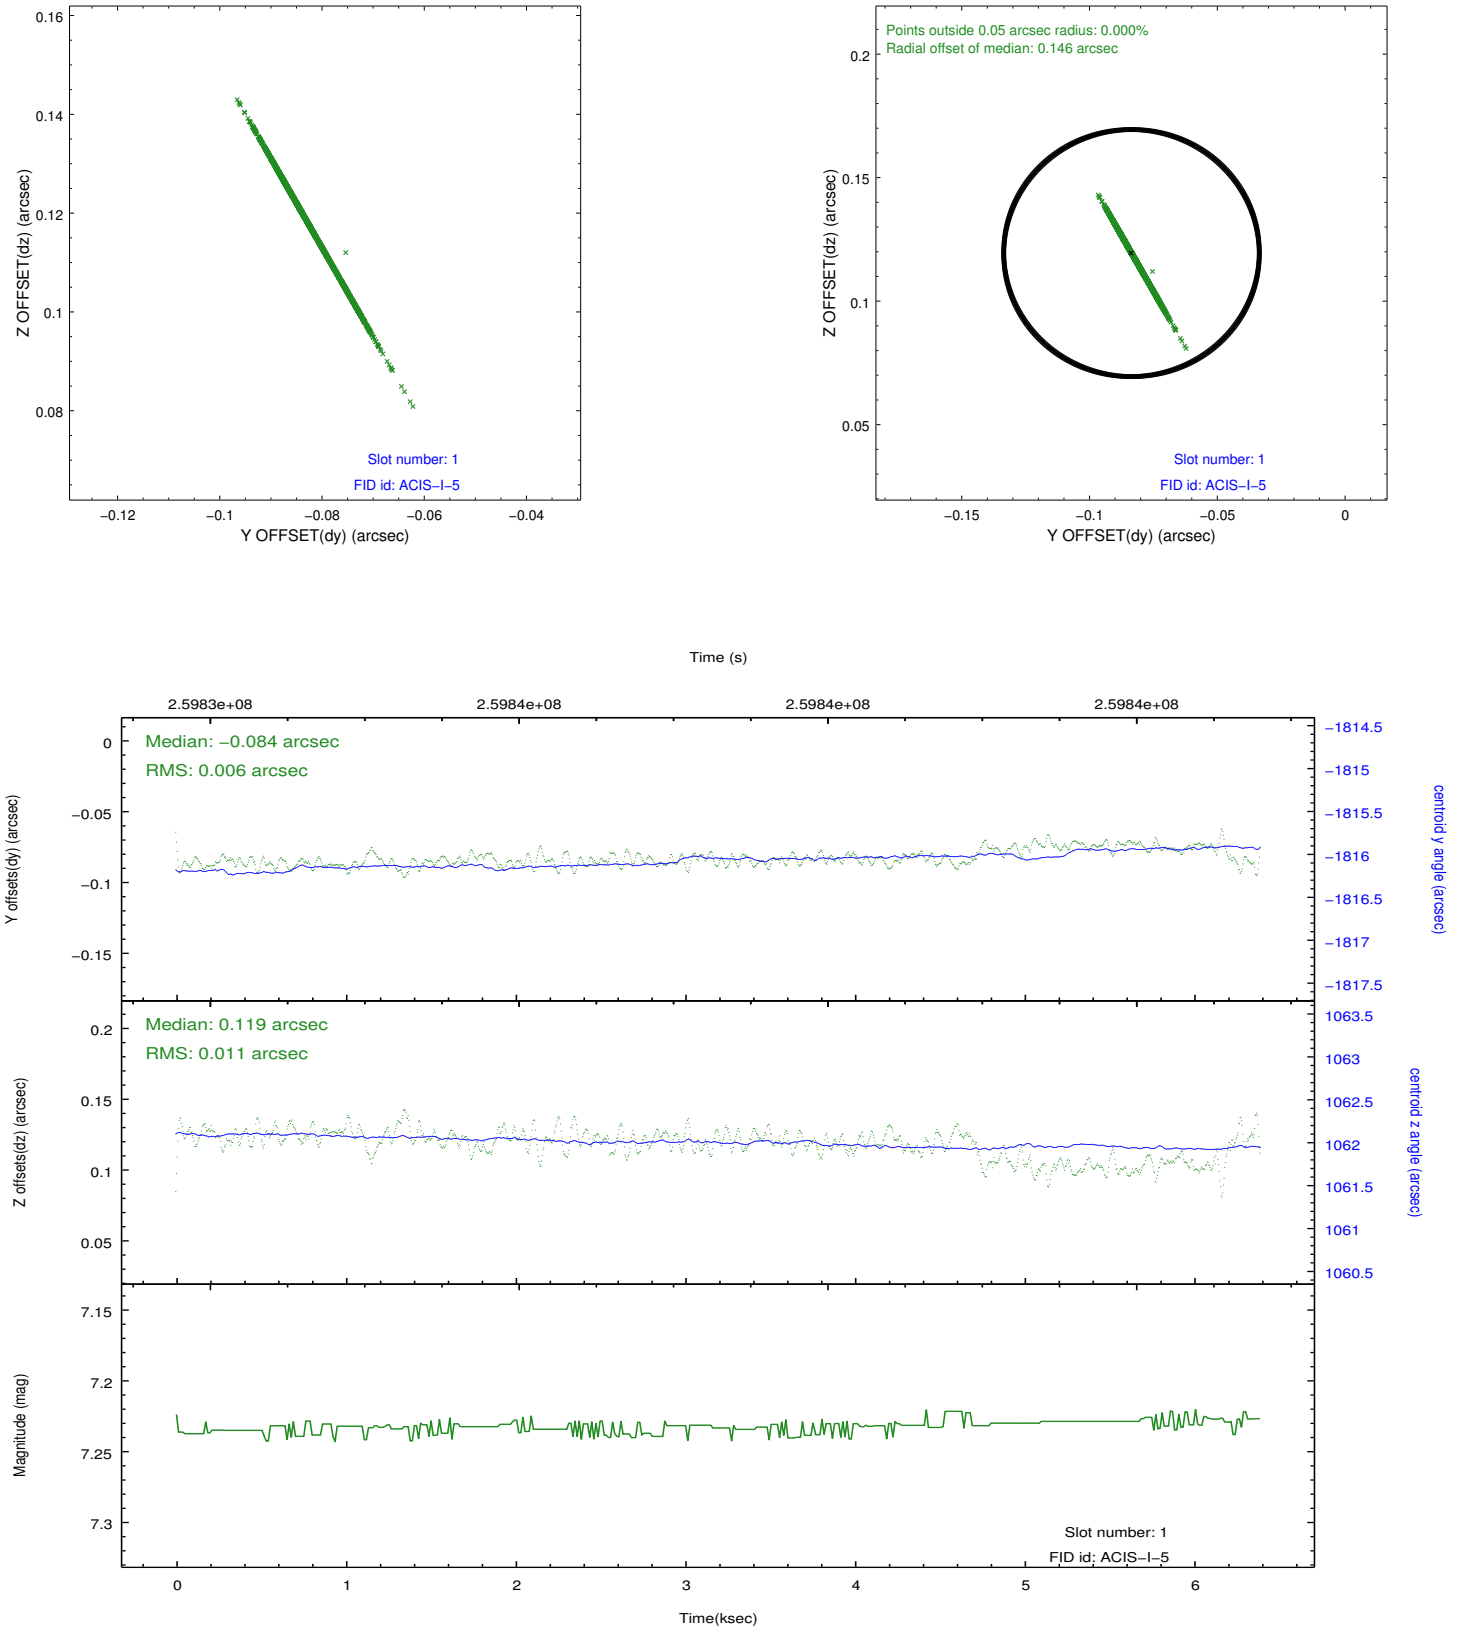 0.16
0.14
0.12
0.1
0.08
Z OFFSET(dz) (arcsec)
Slot number: 1
FID id: ACIS−I−5
−0.12
−0.1
−0.08
−0.06
−0.04
Y OFFSET(dy) (arcsec)
Points outside 0.05 arcsec radius: 0.000%
Radial offset of median: 0.146 arcsec
0.2
0.15
0.1
0.05
Z OFFSET(dz) (arcsec)
Slot number: 1
FID id: ACIS−I−5
−0.15
−0.1
−0.05
0
Y OFFSET(dy) (arcsec)
Time (s)
2.5983e+08
2.5984e+08
2.5984e+08
2.5984e+08
Median: −0.084 arcsec
RMS: 0.006 arcsec
0
−0.05
−0.1
−0.15
Y offsets(dy) (arcsec)
−1814.5
−1815
−1815.5
−1816
−1816.5
−1817
−1817.5
centroid y angle (arcsec)
Median: 0.119 arcsec
RMS: 0.011 arcsec
0.2
0.15
0.1
0.05
Z offsets(dz) (arcsec)
1063.5
1063
1062.5
1062
1061.5
1061
1060.5
centroid z angle (arcsec)
7.15
7.2
7.25
7.3
Magnitude (mag)
Slot number: 1
FID id: ACIS−I−5
0
1
2
3
4
5
6
Time(ksec)